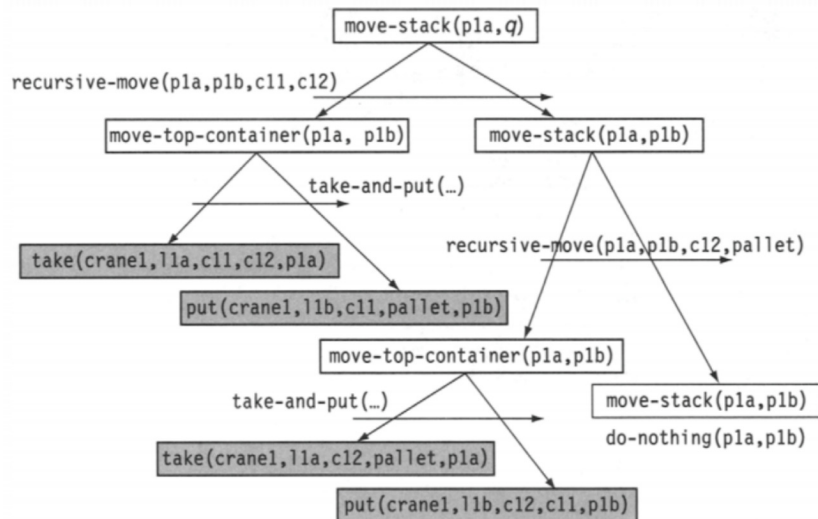 move-stack(p1a,q)
recursive-move(p1a,p1b,c11,c12)
move-top-container(p1a, p1b)
move-stack(p1a,p1b)
take-and-put(…)
take(crane1,l1a,c11,c12,p1a)
recursive-move(p1a,p1b,c12,pallet)
put(crane1,l1b,c11,pallet,p1b)
move-top-container(p1a,p1b)
take-and-put(…)
move-stack(p1a,p1b)
do-nothing(p1a,p1b)
take(crane1,l1a,c12,pallet,p1a)
put(crane1,l1b,c12,c11,p1b)